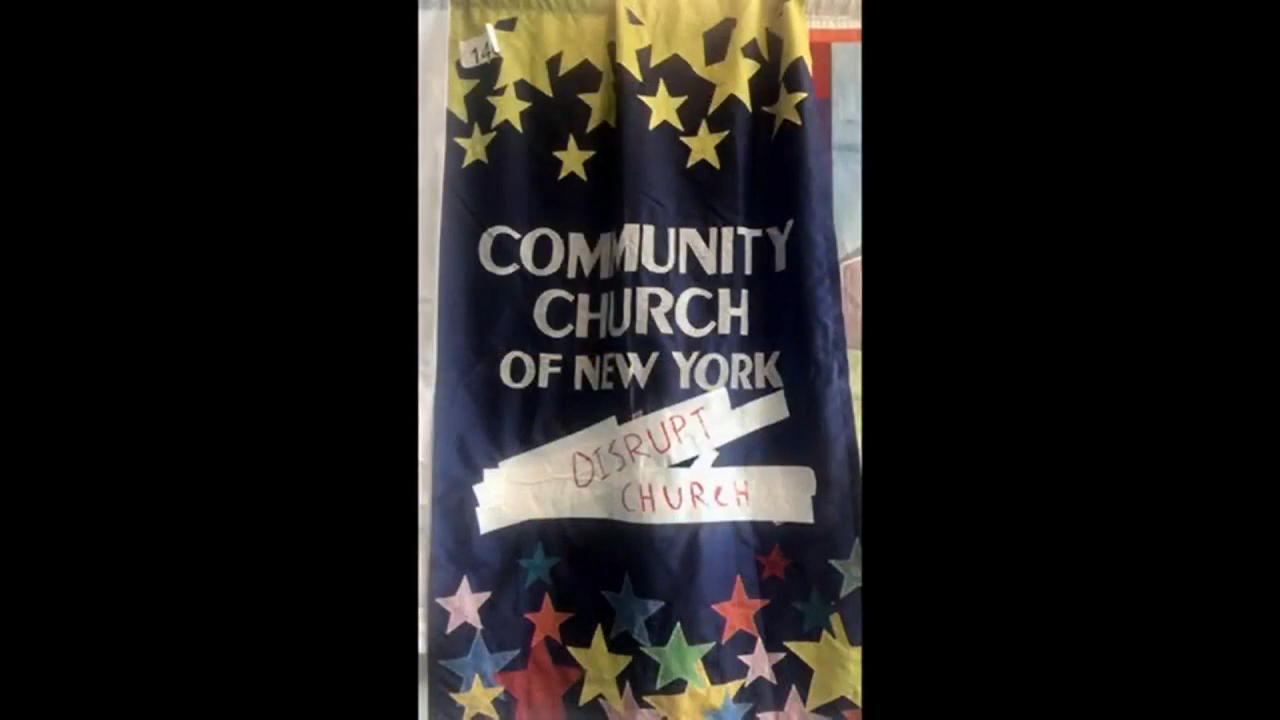 14
COMMUNITY
CHURCH
OF NEW YORK
DISRUPT
CHURCH